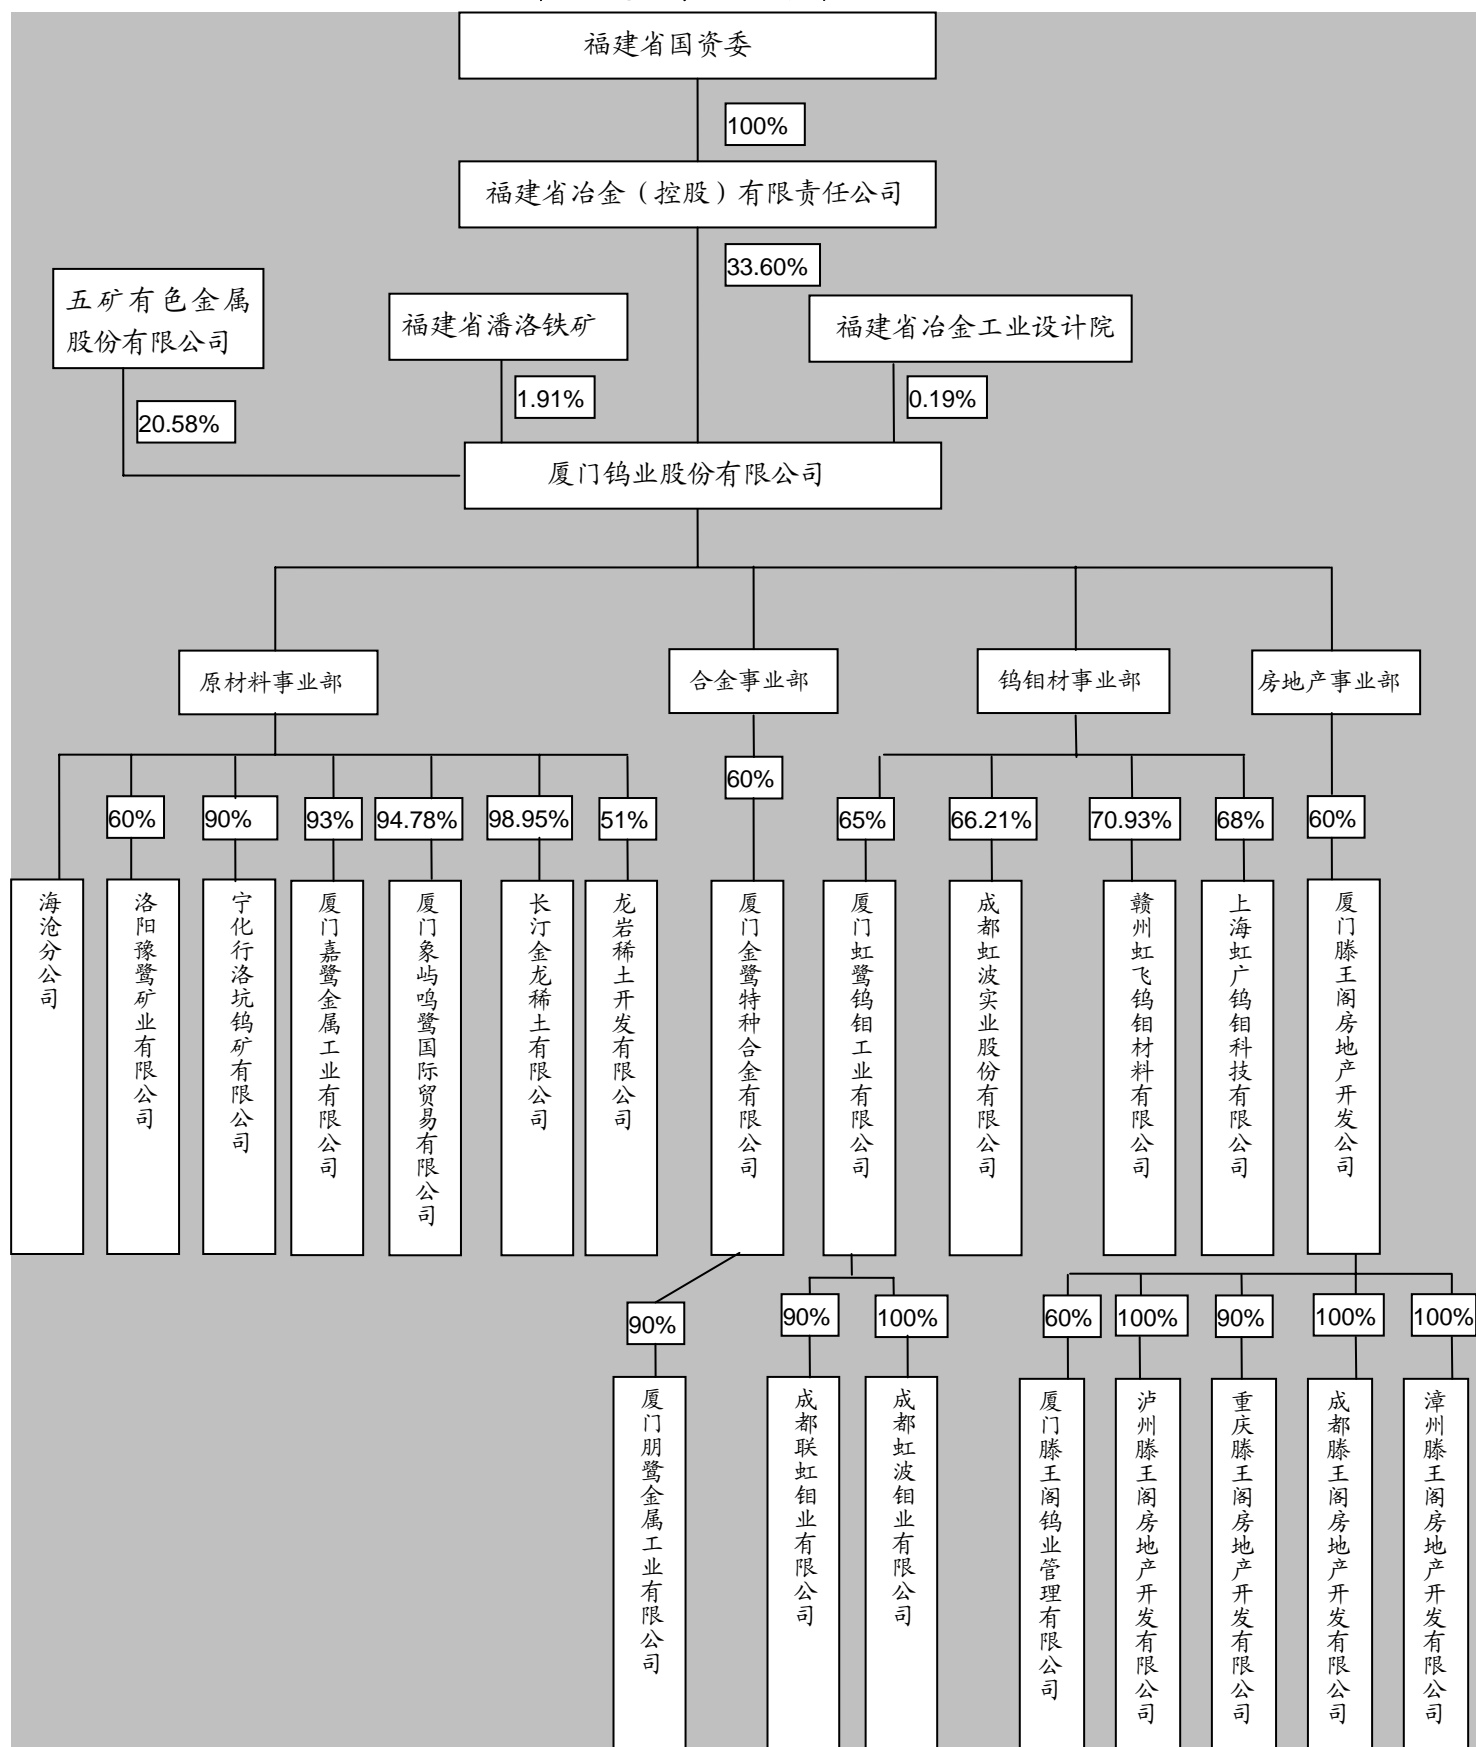 福建省国资委
100%
福建省冶金（控股）有限责任公司
33.60%
五矿有色金属
股份有限公司
福建省潘洛铁矿
福建省冶金工业设计院
20.58%
1.91%
0.19%
厦门钨业股份有限公司
原材料事业部
合金事业部
钨钼材事业部
房地产事业部
60%
90%
93%
94.78%
98.95%
51%
60%
65%
66.21%
70.93%
68%
60%
海沧分公司
洛阳豫鹭矿业有限公司
宁化行洛坑钨矿有限公司
厦门嘉鹭金属工业有限公司
厦门象屿鸣鹭国际贸易有限公司
长汀金龙稀土有限公司
龙岩稀土开发有限公司
厦门金鹭特种合金有限公司
厦门虹鹭钨钼工业有限公司
成都虹波实业股份有限公司
赣州虹飞钨钼材料有限公司
上海虹广钨钼科技有限公司
厦门滕王阁房地产开发公司
90%
90%
100%
60%
100%
90%
100%
100%
厦门朋鹭金属工业有限公司
成都联虹钼业有限公司
成都虹波钼业有限公司
厦门滕王阁钨业管理有限公司
泸州滕王阁房地产开发有限公司
重庆滕王阁房地产开发有限公司
成都滕王阁房地产开发有限公司
漳州滕王阁房地产开发有限公司